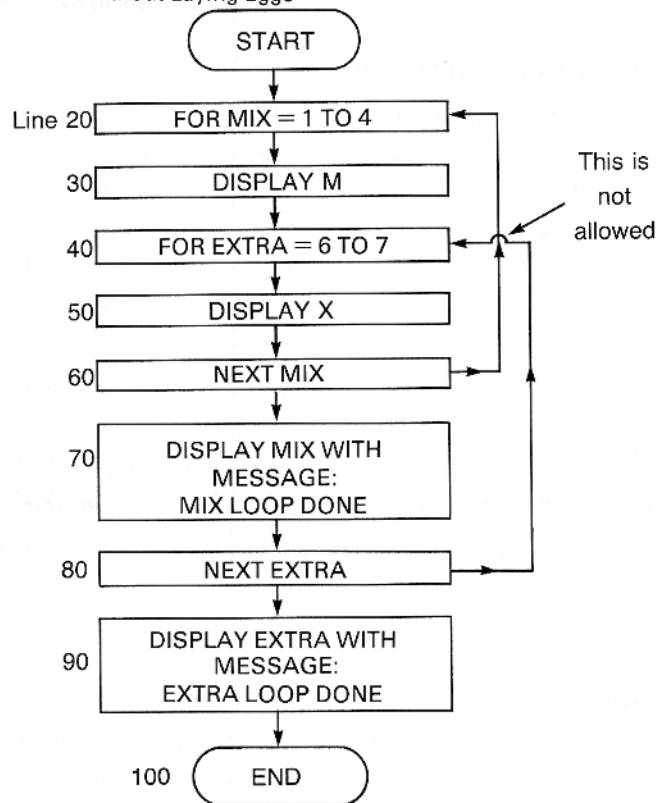 START
Line 20 FOR MIX = 1 TO 4
30 DISPLAY M
40 FOR EXTRA = 6 TO 7
50 DISPLAY X
60 NEXT MIX
70 DISPLAY MIX WITH
MESSAGE:
MIX LOOP DONE
80 NEXT EXTRA
90 DISPLAY EXTRA WITH
MESSAGE:
EXTRA LOOP DONE
100 END
This is
not
allowed